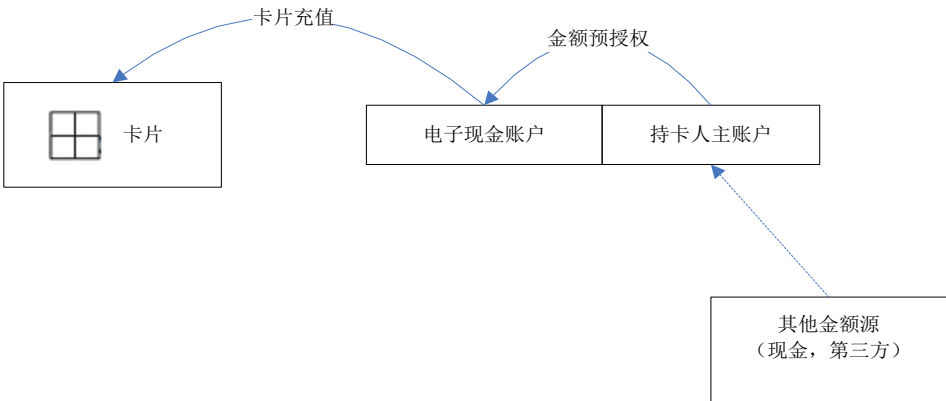 卡片充值
金额预授权
卡片
电子现金账户
持卡人主账户
其他金额源
（现金，第三方）